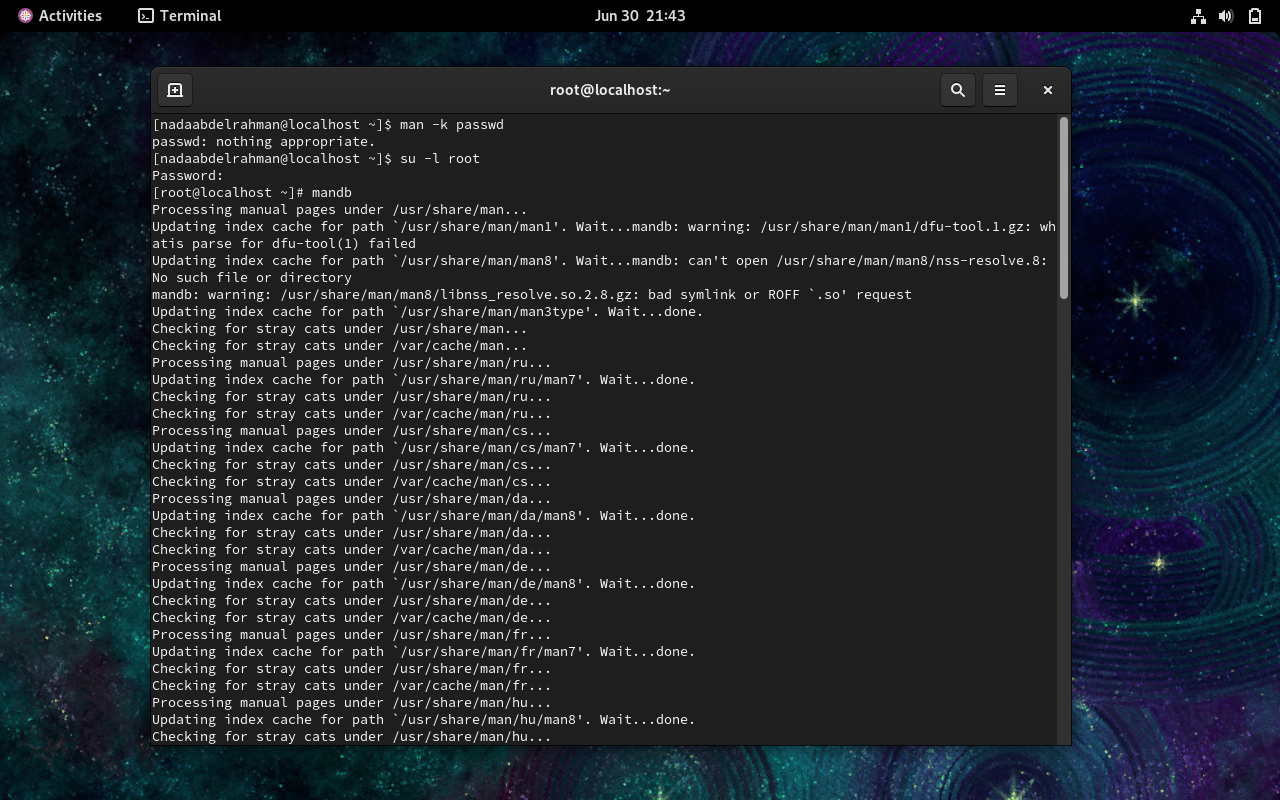 Activities Terminal Jun 30 21:43
root@localhost:~
[nadaabdelrahman@localhost ~]$ man -k passwd
passwd: nothing appropriate.
[nadaabdelrahman@localhost ~]$ su -l root
Password:
[root@localhost ~]# mandb
Processing manual pages under /usr/share/man...
Updating index cache for path `/usr/share/man/man1'. Wait...mandb: warning: /usr/share/man/man1/dfu-tool.1.gz: wh
atis parse for dfu-tool(1) failed
Updating index cache for path `/usr/share/man/man8'. Wait...mandb: can't open /usr/share/man/man8/nss-resolve.8:
No such file or directory
mandb: warning: /usr/share/man/man8/libnss_resolve.so.2.8.gz: bad symlink or ROFF `.so' request
Updating index cache for path `/usr/share/man/man3type'. Wait...done.
Checking for stray cats under /usr/share/man...
Checking for stray cats under /var/cache/man...
Processing manual pages under /usr/share/man/ru...
Updating index cache for path `/usr/share/man/ru/man7'. Wait...done.
Checking for stray cats under /usr/share/man/ru...
Checking for stray cats under /var/cache/man/ru...
Processing manual pages under /usr/share/man/cs...
Updating index cache for path `/usr/share/man/cs/man7'. Wait...done.
Checking for stray cats under /usr/share/man/cs...
Checking for stray cats under /var/cache/man/cs...
Processing manual pages under /usr/share/man/da...
Updating index cache for path `/usr/share/man/da/man8'. Wait...done.
Checking for stray cats under /usr/share/man/da...
Checking for stray cats under /var/cache/man/da...
Processing manual pages under /usr/share/man/de...
Updating index cache for path `/usr/share/man/de/man8'. Wait...done.
Checking for stray cats under /usr/share/man/de...
Checking for stray cats under /var/cache/man/de...
Processing manual pages under /usr/share/man/fr...
Updating index cache for path `/usr/share/man/fr/man7'. Wait...done.
Checking for stray cats under /usr/share/man/fr...
Checking for stray cats under /var/cache/man/fr...
Processing manual pages under /usr/share/man/hu...
Updating index cache for path `/usr/share/man/hu/man8'. Wait...done.
Checking for stray cats under /usr/share/man/hu...